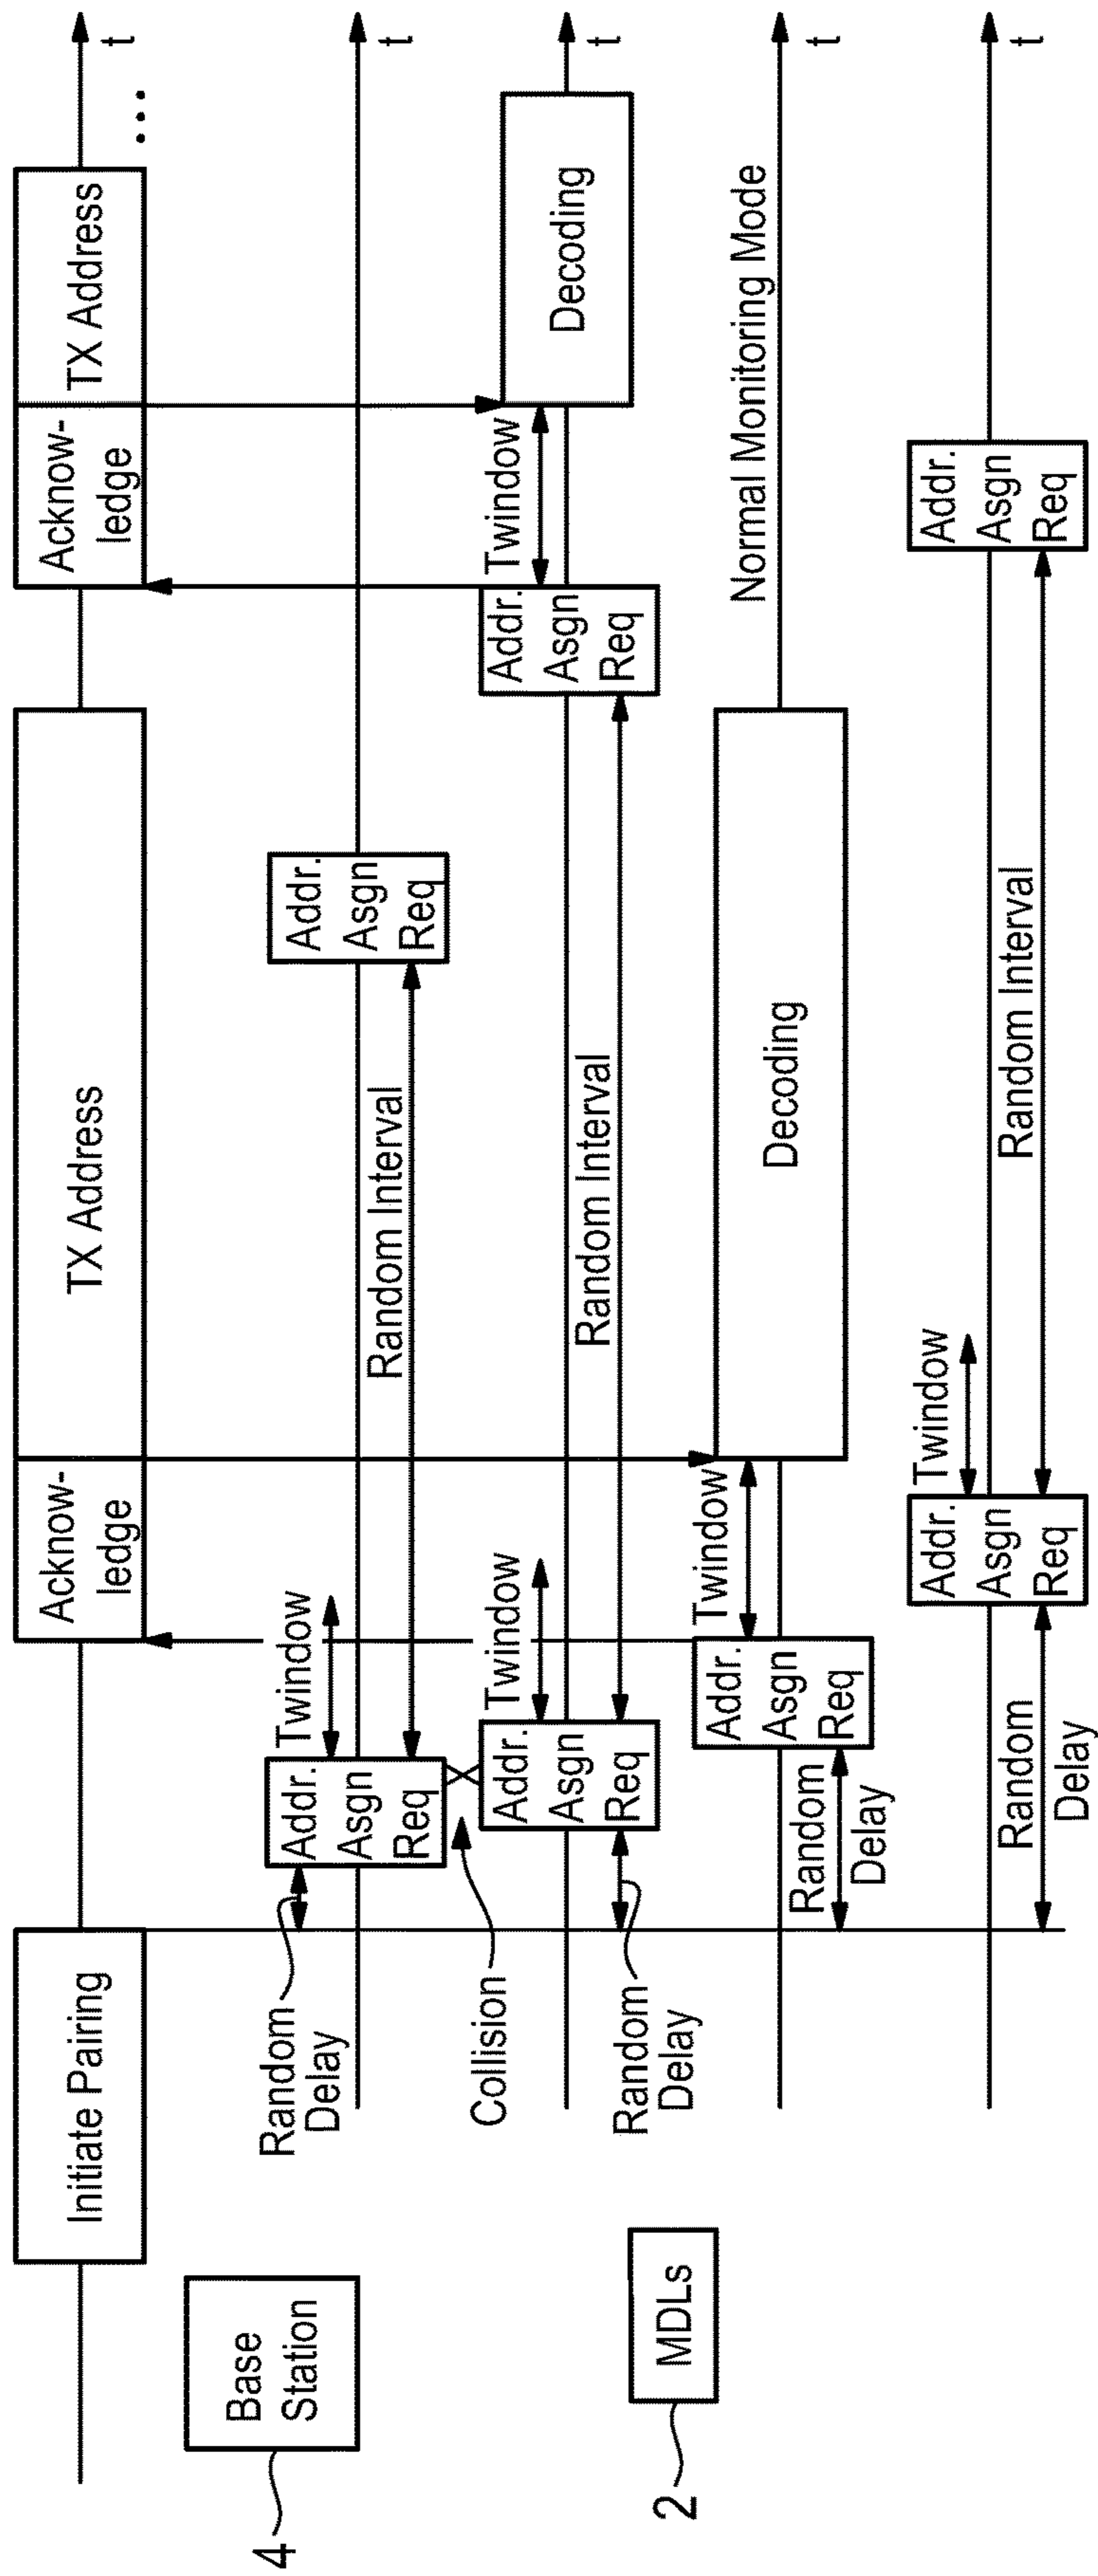 Initiate Pairing
Acknow-
ledge
TX Address
Acknow-
ledge
TX Address
...
t
Base
Station
4
Random
Delay
Addr.
Asgn
Req
Twindow
Random Interval
Addr.
Asgn
Req
t
Collision
Random
Delay
Addr.
Asgn
Req
Twindow
Random Interval
Addr.
Asgn
Req
Twindow
Decoding
t
MDLs
2
Random
Delay
Addr.
Asgn
Req
Twindow
Decoding
Normal Monitoring Mode
t
Random
Delay
Addr.
Asgn
Req
Twindow
Random Interval
Addr.
Asgn
Req
t